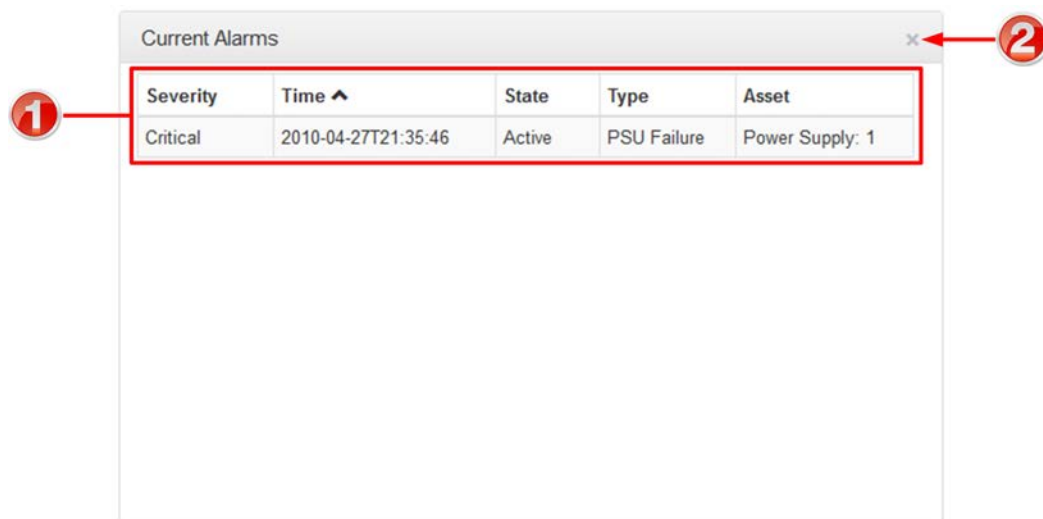 Current Alarms ×
2
Severity Time State Type Asset
1
Critical 2010-04-27T21:35:46 Active PSU Failure Power Supply: 1